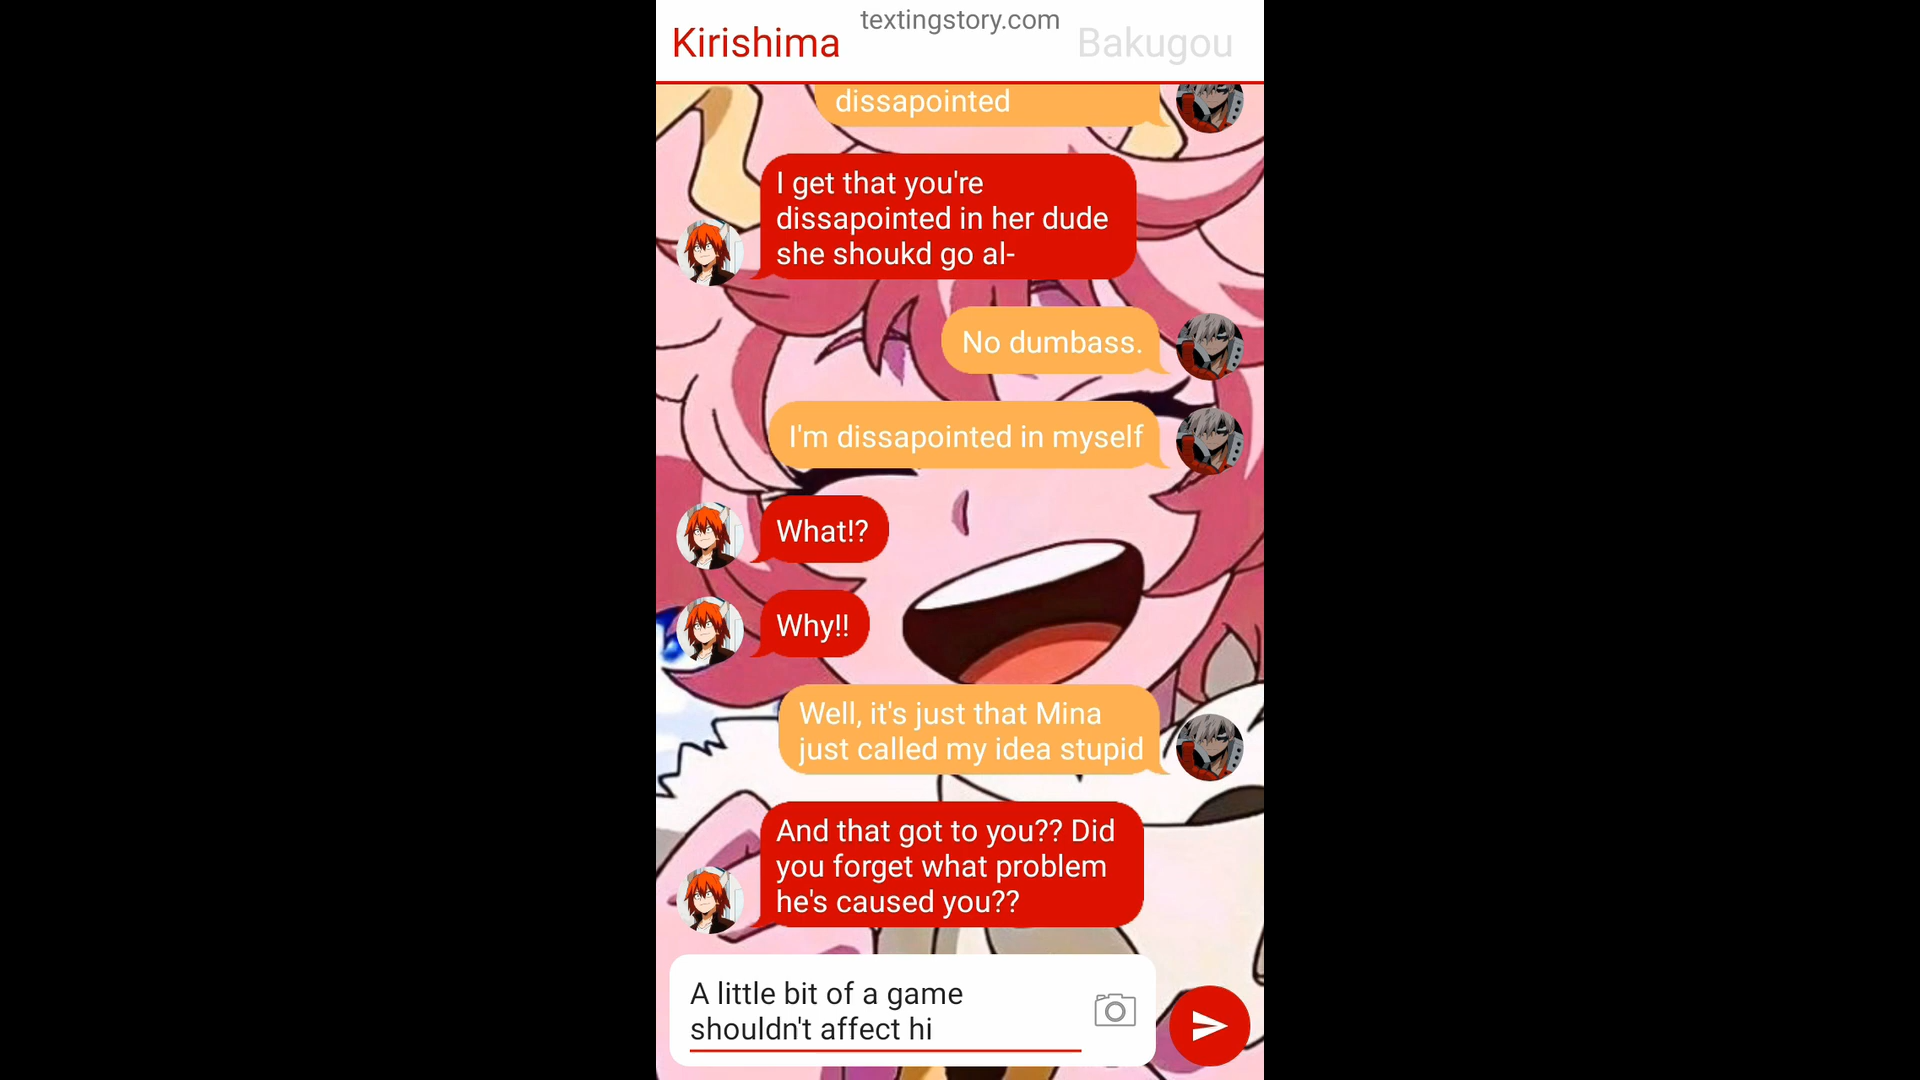 textingstory.com
Kirishima
Bakugou
dissapointed
I get that you're
dissapointed in her dude
she shoukd go al-
No dumbass.
I'm dissapointed in myself
What!?
Why!!
Well, it's just that Mina
just called my idea stupid
And that got to you?? Did
you forget what problem
he's caused you??
A little bit of a game
shouldn't affect hi